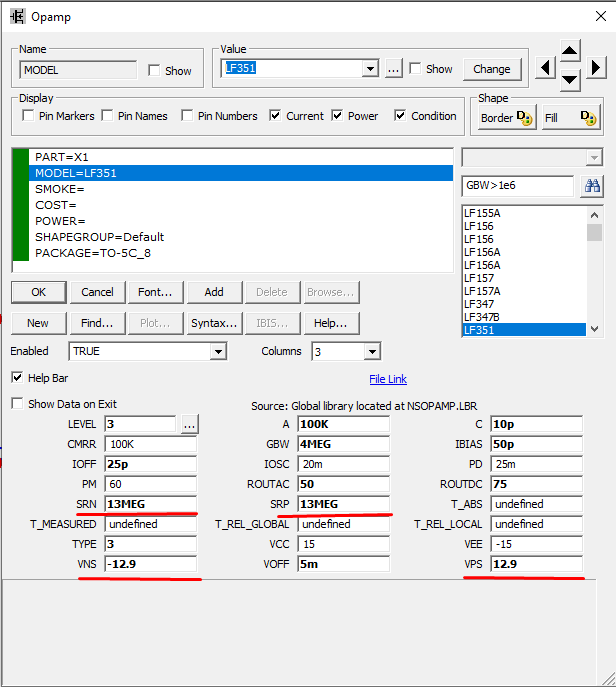 Opamp
Name
MODEL
Show
Value
LF351
...
Show
Change
Display
Pin Markers
Pin Names
Pin Numbers
Current
Power
Condition
Shape
Border D
Fill D
PART=X1
MODEL=LF351
SMOKE=
COST=
POWER=
SHAPEGROUP=Default
PACKAGE=TO-5C_8
GBW>1e6
LF155A
LF156
LF156
LF156A
LF156A
LF157
LF157A
LF347
LF347B
LF351
OK
Cancel
Font...
Add
Delete
Browse...
New
Find...
Plot...
Syntax...
IBIS...
Help...
Enabled TRUE
Columns 3
Help Bar
File Link
Show Data on Exit
Source: Global library located at NSOPAMP.LBR
LEVEL 3 ... A 100K C 10p
CMRR 100K GBW 4MEG IBIAS 50p
IOFF 25p IOSC 20m PD 25m
PM 60 ROUTAC 50 ROUTDC 75
SRN 13MEG SRP 13MEG T_ABS undefined
T_MEASURED undefined T_REL_GLOBAL undefined T_REL_LOCAL undefined
TYPE 3 VCC 15 VEE -15
VNS -12.9 VOFF 5m VPS 12.9